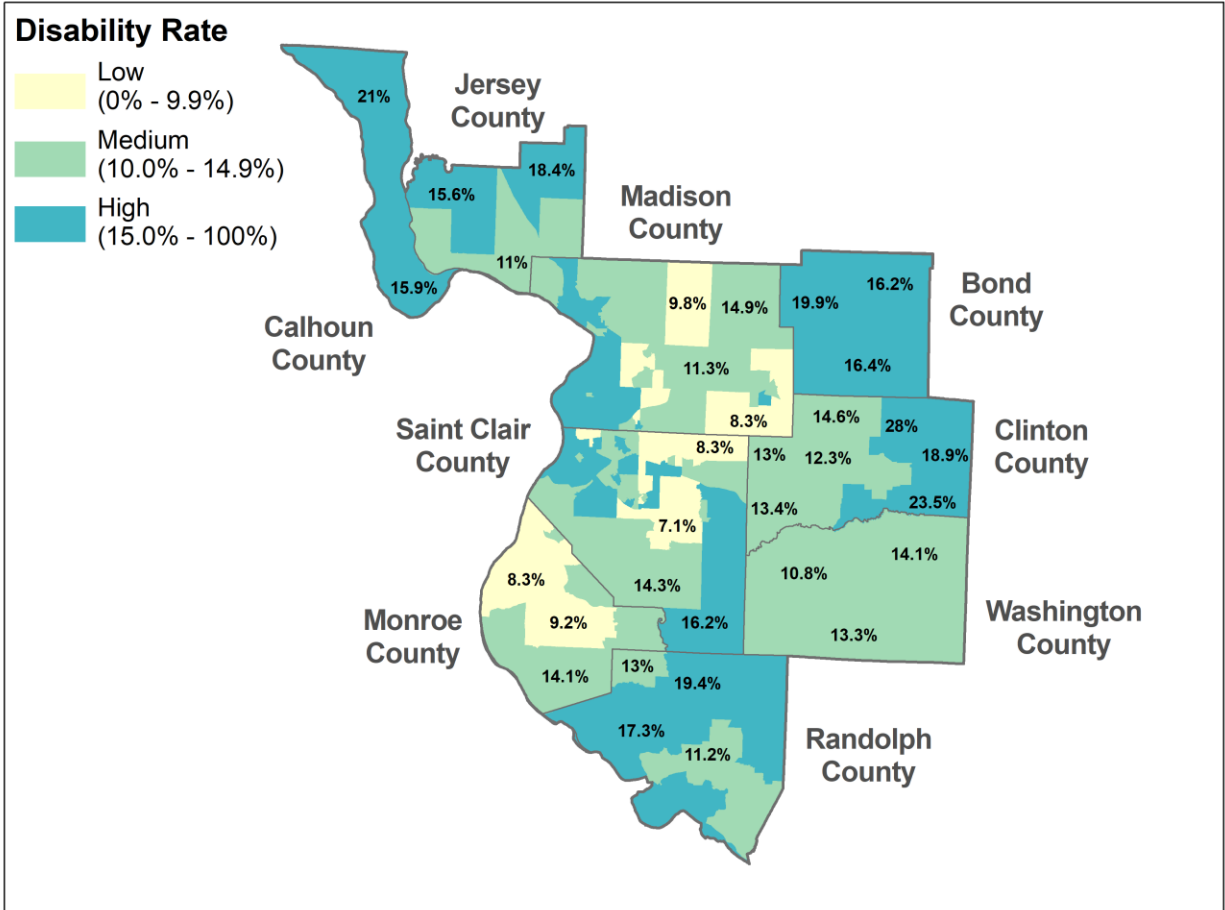 Disability Rate
Low
(0% - 9.9%)
Medium
(10.0% - 14.9%)
High
(15.0% - 100%)
21%
Jersey
County
18.4%
15.6%
Madison
County
11%
15.9%
Calhoun
County
9.8%
14.9%
19.9%
16.2%
Bond
County
11.3%
16.4%
8.3%
Saint Clair
County
8.3%
14.6%
28%
13%
12.3%
18.9%
Clinton
County
13.4%
23.5%
7.1%
14.1%
10.8%
8.3%
14.3%
Monroe
County
9.2%
16.2%
13.3%
Washington
County
14.1%
13%
19.4%
17.3%
11.2%
Randolph
County